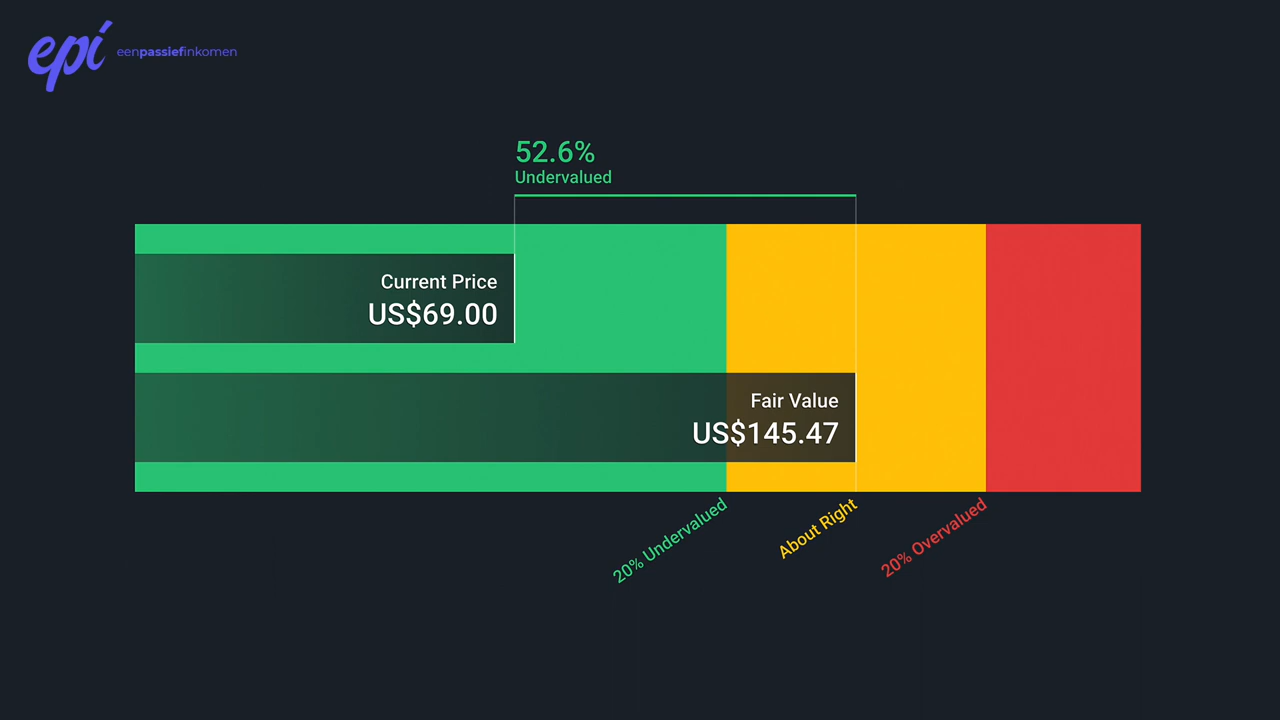 epi eenpassiefinkomen
52.6%
Undervalued
Current Price
US$69.00
Fair Value
US$145.47
20% Undervalued
About Right
20% Overvalued